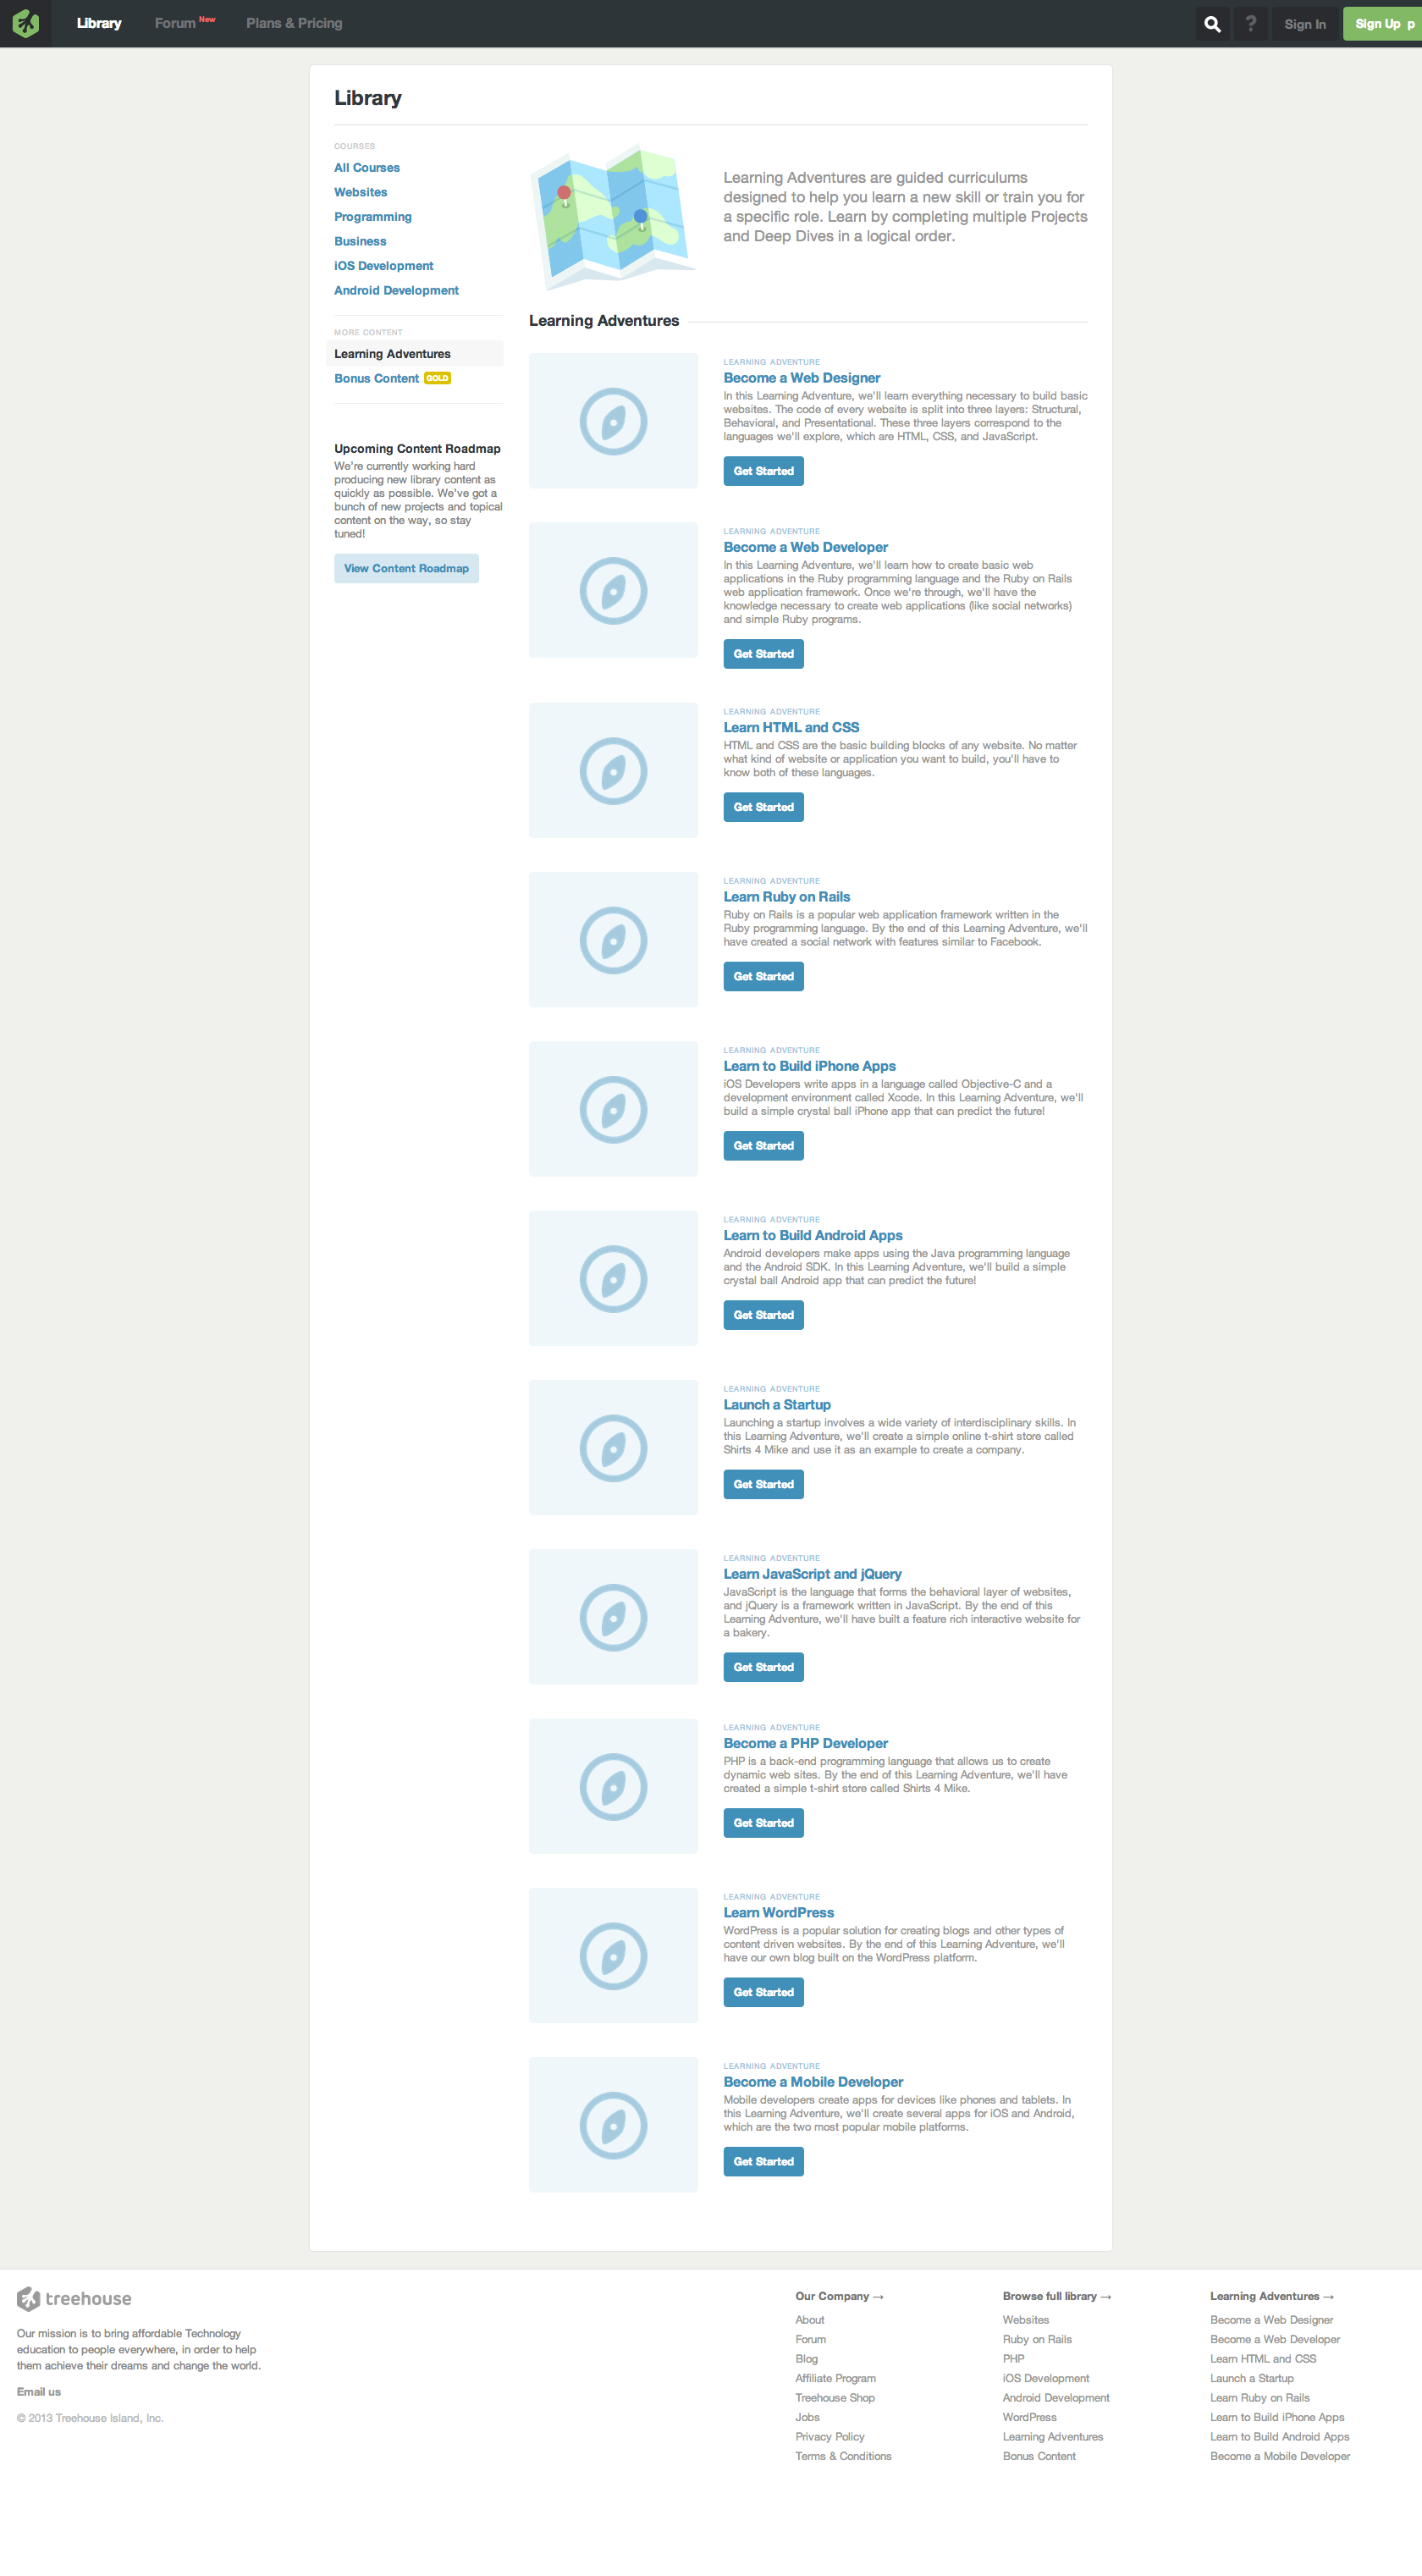 Library
Forum New
Plans & Pricing
?
Sign In
Sign Up p
Library
COURSES
All Courses
Websites
Programming
Business
iOS Development
Android Development
MORE CONTENT
Learning Adventures
Bonus Content GOLD
Upcoming Content Roadmap
We're currently working hard
producing new library content as
quickly as possible. We've got a
bunch of new projects and topical
content on the way, so stay
tuned!
View Content Roadmap
Learning Adventures are guided curriculums
designed to help you learn a new skill or train you for
a specific role. Learn by completing multiple Projects
and Deep Dives in a logical order.
Learning Adventures
LEARNING ADVENTURE
Become a Web Designer
In this Learning Adventure, we'll learn everything necessary to build basic
websites. The code of every website is split into three layers: Structural,
Behavioral, and Presentational. These three layers correspond to the
languages we'll explore, which are HTML, CSS, and JavaScript.
Get Started
LEARNING ADVENTURE
Become a Web Developer
In this Learning Adventure, we'll learn how to create basic web
applications in the Ruby programming language and the Ruby on Rails
web application framework. Once we're through, we'll have the
knowledge necessary to create web applications (like social networks)
and simple Ruby programs.
Get Started
LEARNING ADVENTURE
Learn HTML and CSS
HTML and CSS are the basic building blocks of any website. No matter
what kind of website or application you want to build, you'll have to
know both of these languages.
Get Started
LEARNING ADVENTURE
Learn Ruby on Rails
Ruby on Rails is a popular web application framework written in the
Ruby programming language. By the end of this Learning Adventure, we'll
have created a social network with features similar to Facebook.
Get Started
LEARNING ADVENTURE
Learn to Build iPhone Apps
iOS Developers write apps in a language called Objective-C and a
development environment called Xcode. In this Learning Adventure, we'll
build a simple crystal ball iPhone app that can predict the future!
Get Started
LEARNING ADVENTURE
Learn to Build Android Apps
Android developers make apps using the Java programming language
and the Android SDK. In this Learning Adventure, we'll build a simple
crystal ball Android app that can predict the future!
Get Started
LEARNING ADVENTURE
Launch a Startup
Launching a startup involves a wide variety of interdisciplinary skills. In
this Learning Adventure, we'll create a simple online t-shirt store called
Shirts 4 Mike and use it as an example to create a company.
Get Started
LEARNING ADVENTURE
Learn JavaScript and jQuery
JavaScript is the language that forms the behavioral layer of websites,
and jQuery is a framework written in JavaScript. By the end of this
Learning Adventure, we'll have built a feature rich interactive website for
a bakery.
Get Started
LEARNING ADVENTURE
Become a PHP Developer
PHP is a back-end programming language that allows us to create
dynamic web sites. By the end of this Learning Adventure, we'll have
created a simple t-shirt store called Shirts 4 Mike.
Get Started
LEARNING ADVENTURE
Learn WordPress
WordPress is a popular solution for creating blogs and other types of
content driven websites. By the end of this Learning Adventure, we'll
have our own blog built on the WordPress platform.
Get Started
LEARNING ADVENTURE
Become a Mobile Developer
Mobile developers create apps for devices like phones and tablets. In
this Learning Adventure, we'll create several apps for iOS and Android,
which are the two most popular mobile platforms.
Get Started
treehouse
Our mission is to bring affordable Technology
education to people everywhere, in order to help
them achieve their dreams and change the world.
Email us
© 2013 Treehouse Island, Inc.
Our Company →
About
Forum
Blog
Affiliate Program
Treehouse Shop
Jobs
Privacy Policy
Terms & Conditions
Browse full library →
Websites
Ruby on Rails
PHP
iOS Development
Android Development
WordPress
Learning Adventures
Bonus Content
Learning Adventures →
Become a Web Designer
Become a Web Developer
Learn HTML and CSS
Launch a Startup
Learn Ruby on Rails
Learn to Build iPhone Apps
Learn to Build Android Apps
Become a Mobile Developer